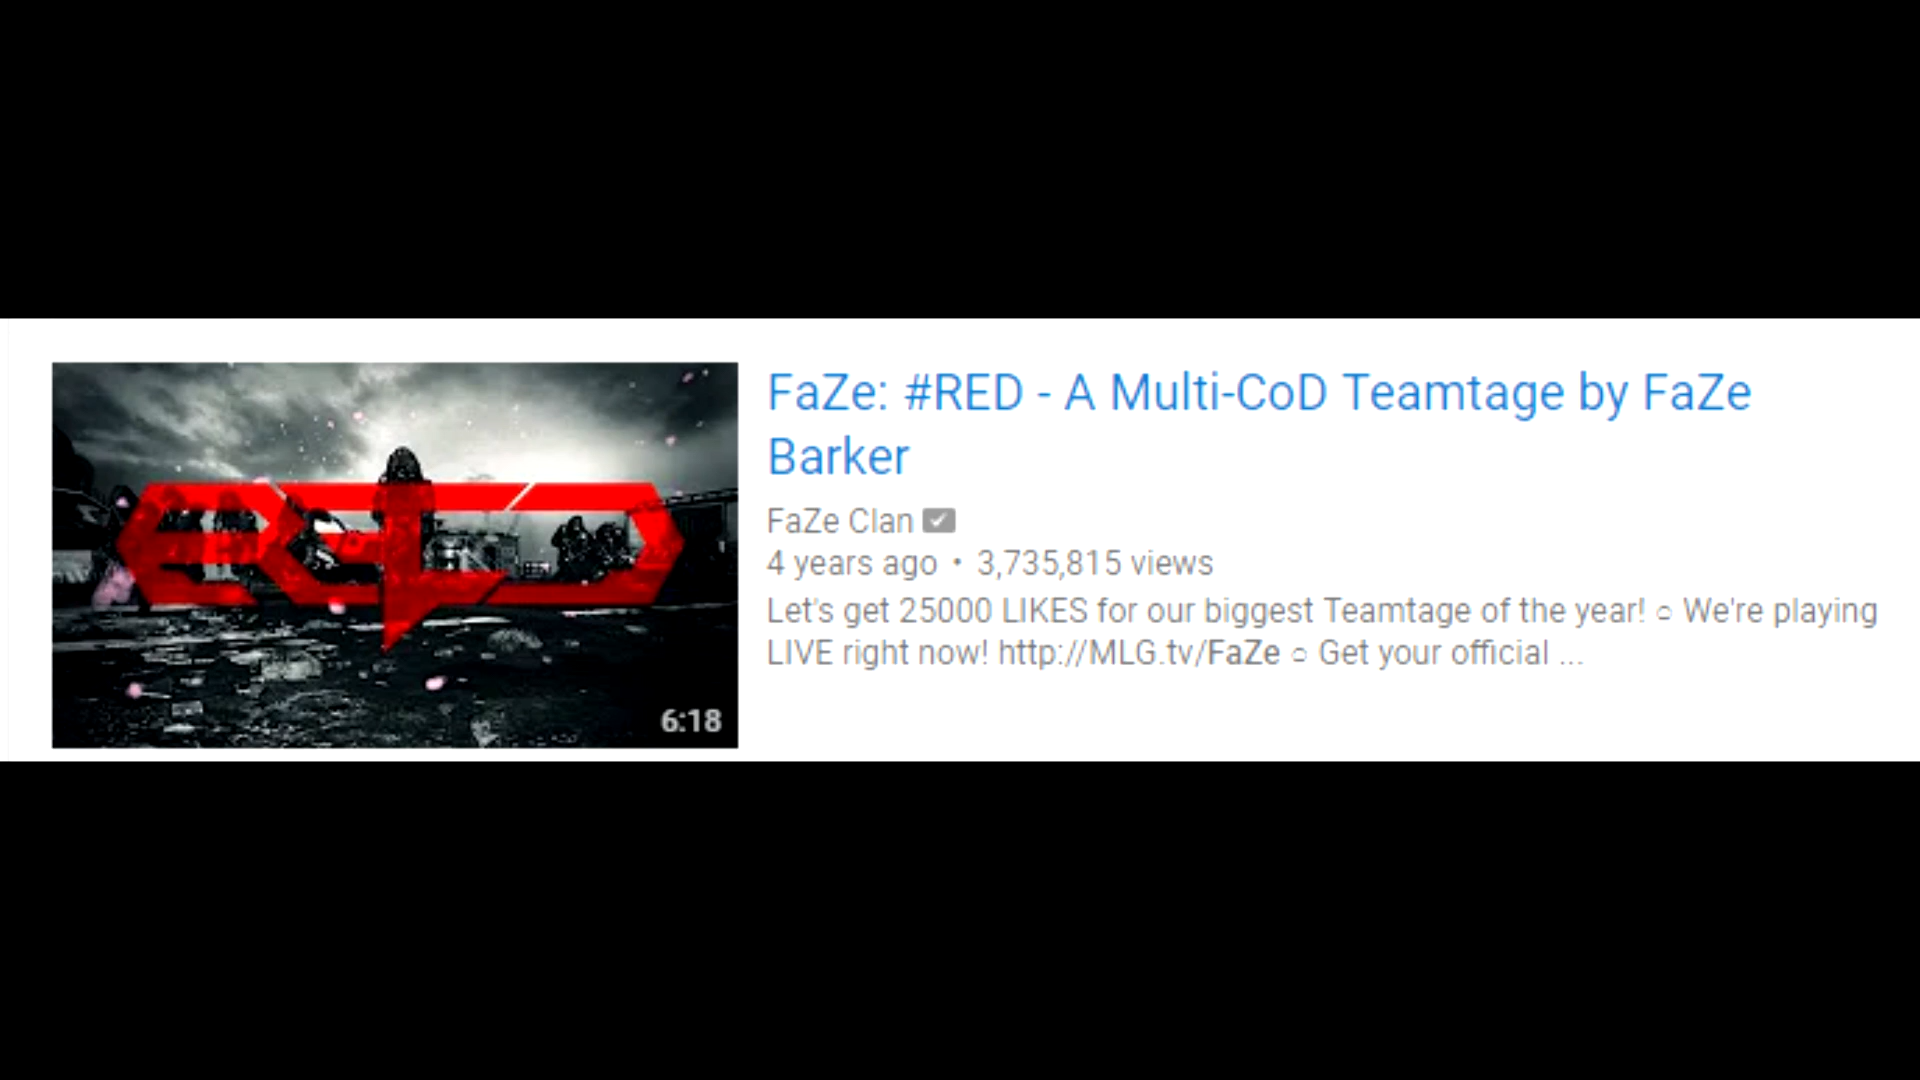 FaZe: #RED - A Multi-CoD Teamtage by FaZe
Barker
FaZe Clan
4 years ago • 3,735,815 views
Let's get 25000 LIKES for our biggest Teamtage of the year! ○ We're playing
LIVE right now! http://MLG.tv/FaZe ○ Get your official ...
RED
6:18